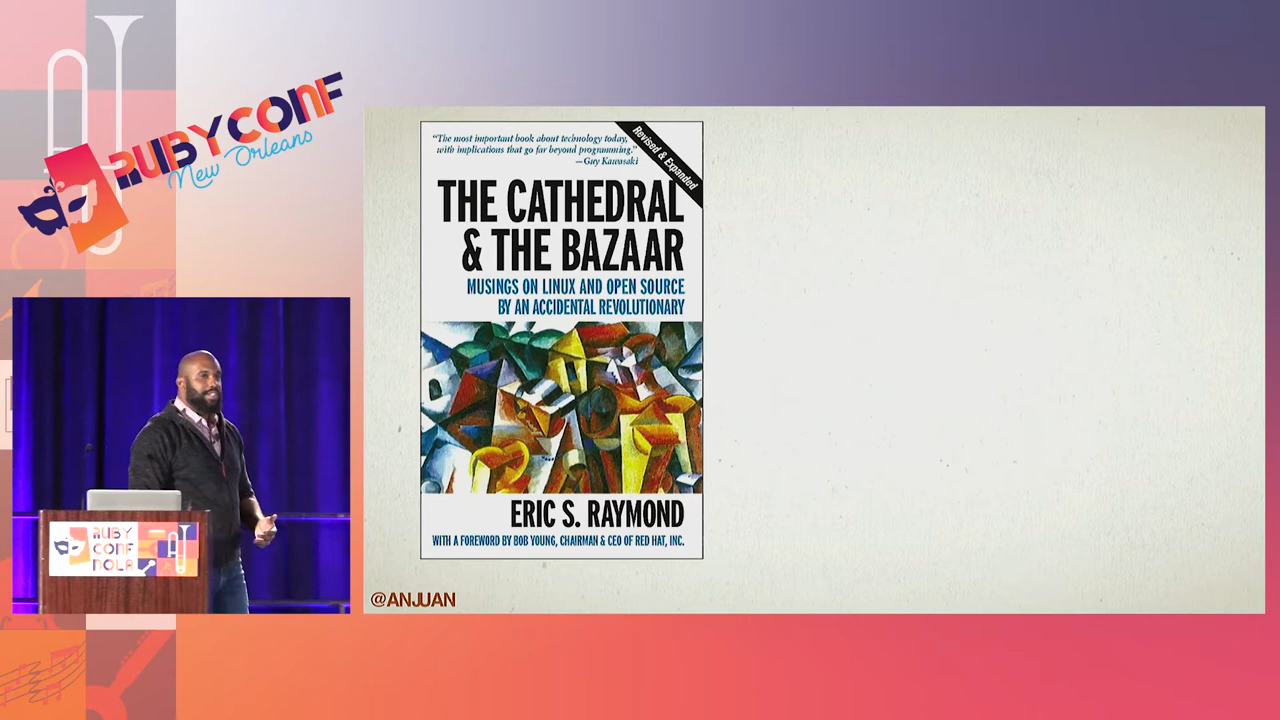 RUBYCONF
New Orleans
"The most important book about technology today,
with implications that go far beyond programming."
—Guy Kawasaki
Revised & Expanded
THE CATHEDRAL
& THE BAZAAR
MUSINGS ON LINUX AND OPEN SOURCE
BY AN ACCIDENTAL REVOLUTIONARY
ERIC S. RAYMOND
WITH A FOREWORD BY BOB YOUNG, CHAIRMAN & CEO OF RED HAT, INC.
@ANJUAN
RUBY
CONF
NOLA